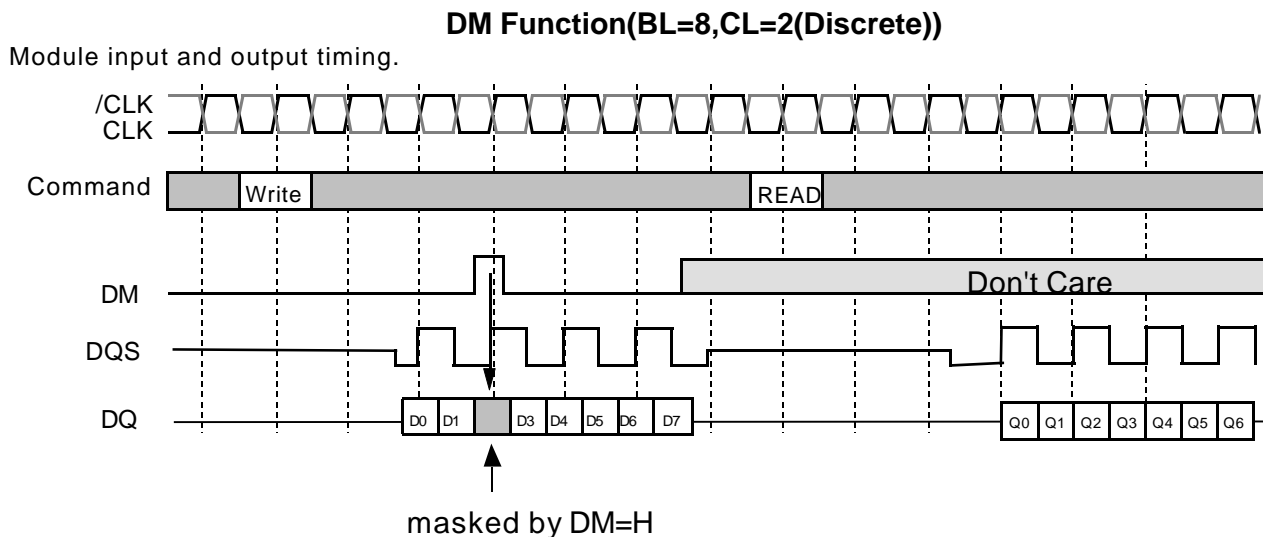 DM Function(BL=8,CL=2(Discrete))
Module input and output timing.
/CLK
CLK
Command Write READ
DM Don't Care
DQS
DQ D0 D1 D3 D4 D5 D6 D7 Q0 Q1 Q2 Q3 Q4 Q5 Q6
masked by DM=H